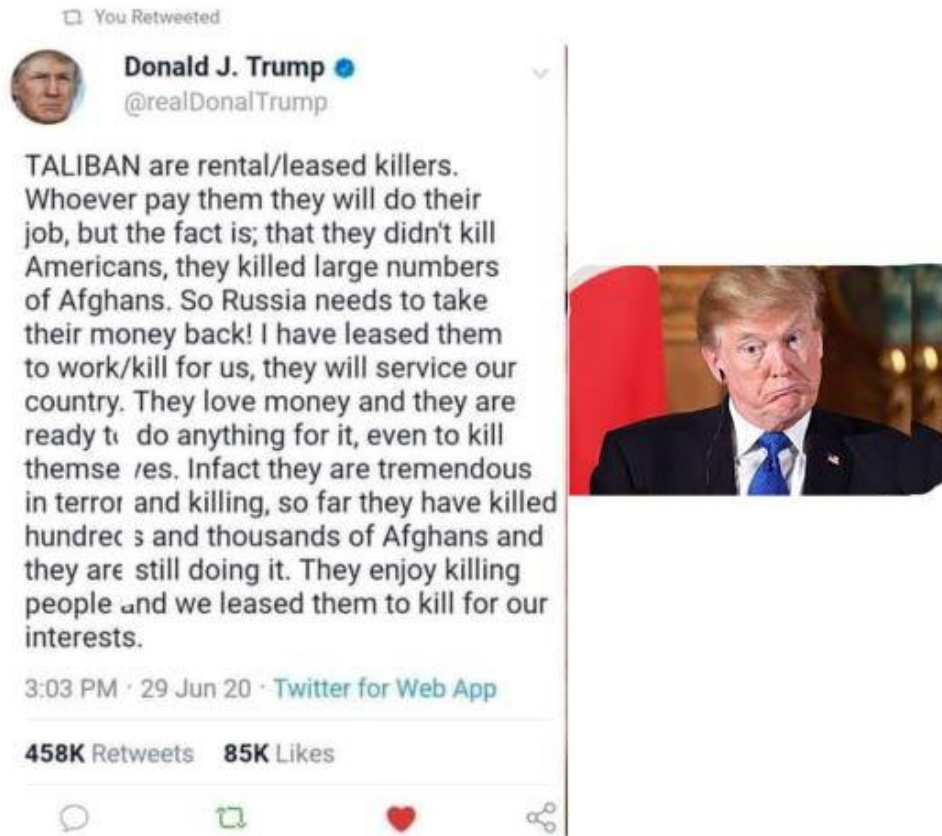 You Retweeted
Donald J. Trump
@realDonalTrump
TALIBAN are rental/leased killers.
Whoever pay them they will do their
job, but the fact is; that they didn't kill
Americans, they killed large numbers
of Afghans. So Russia needs to take
their money back! I have leased them
to work/kill for us, they will service our
country. They love money and they are
ready to do anything for it, even to kill
themse ves. Infact they are tremendous
in terror and killing, so far they have killed
hundreds and thousands of Afghans and
they are still doing it. They enjoy killing
people and we leased them to kill for our
interests.
3:03 PM · 29 Jun 20 · Twitter for Web App
458K Retweets 85K Likes